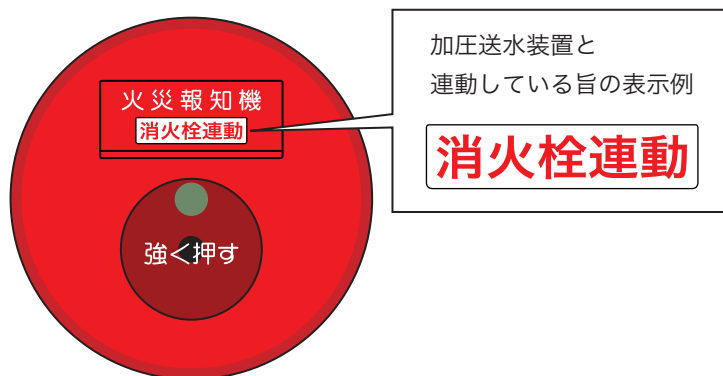 火災報知機
消火栓連動
強く押す
加圧送水装置と
連動している旨の表示例
消火栓連動